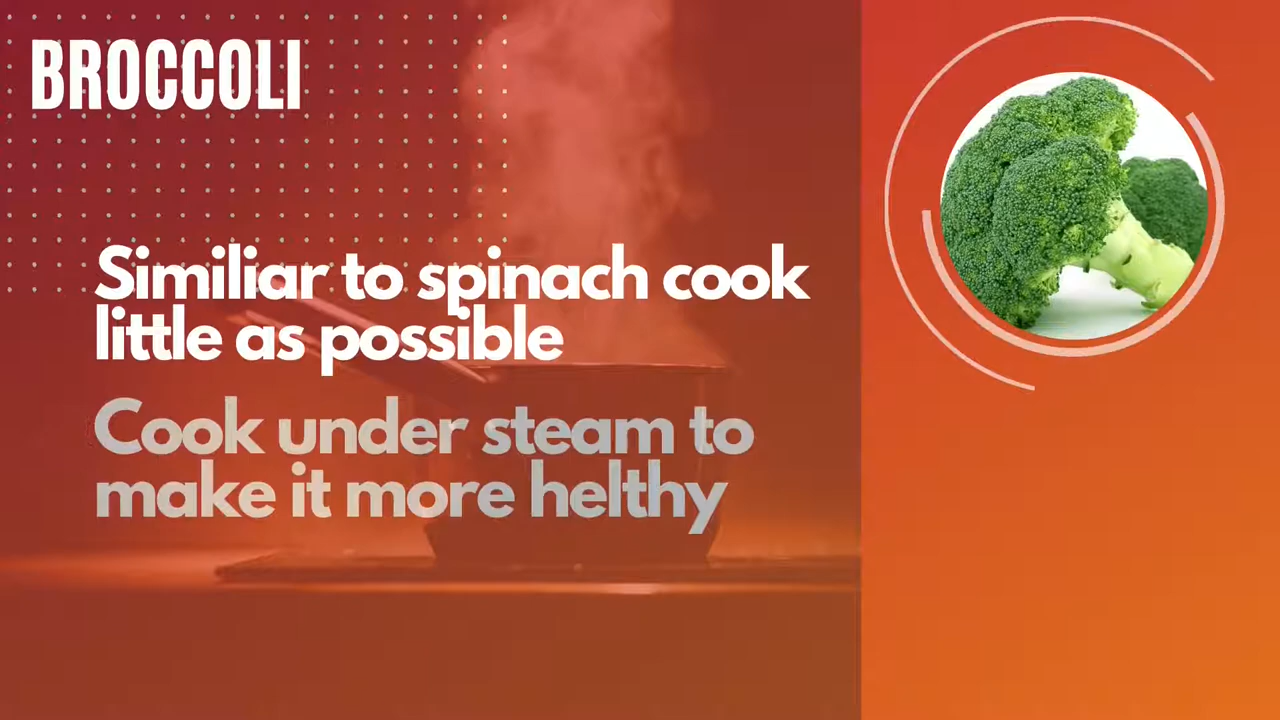 BROCCOLI
Similiar to spinach cook
little as possible
Cook under steam to
make it more helthy